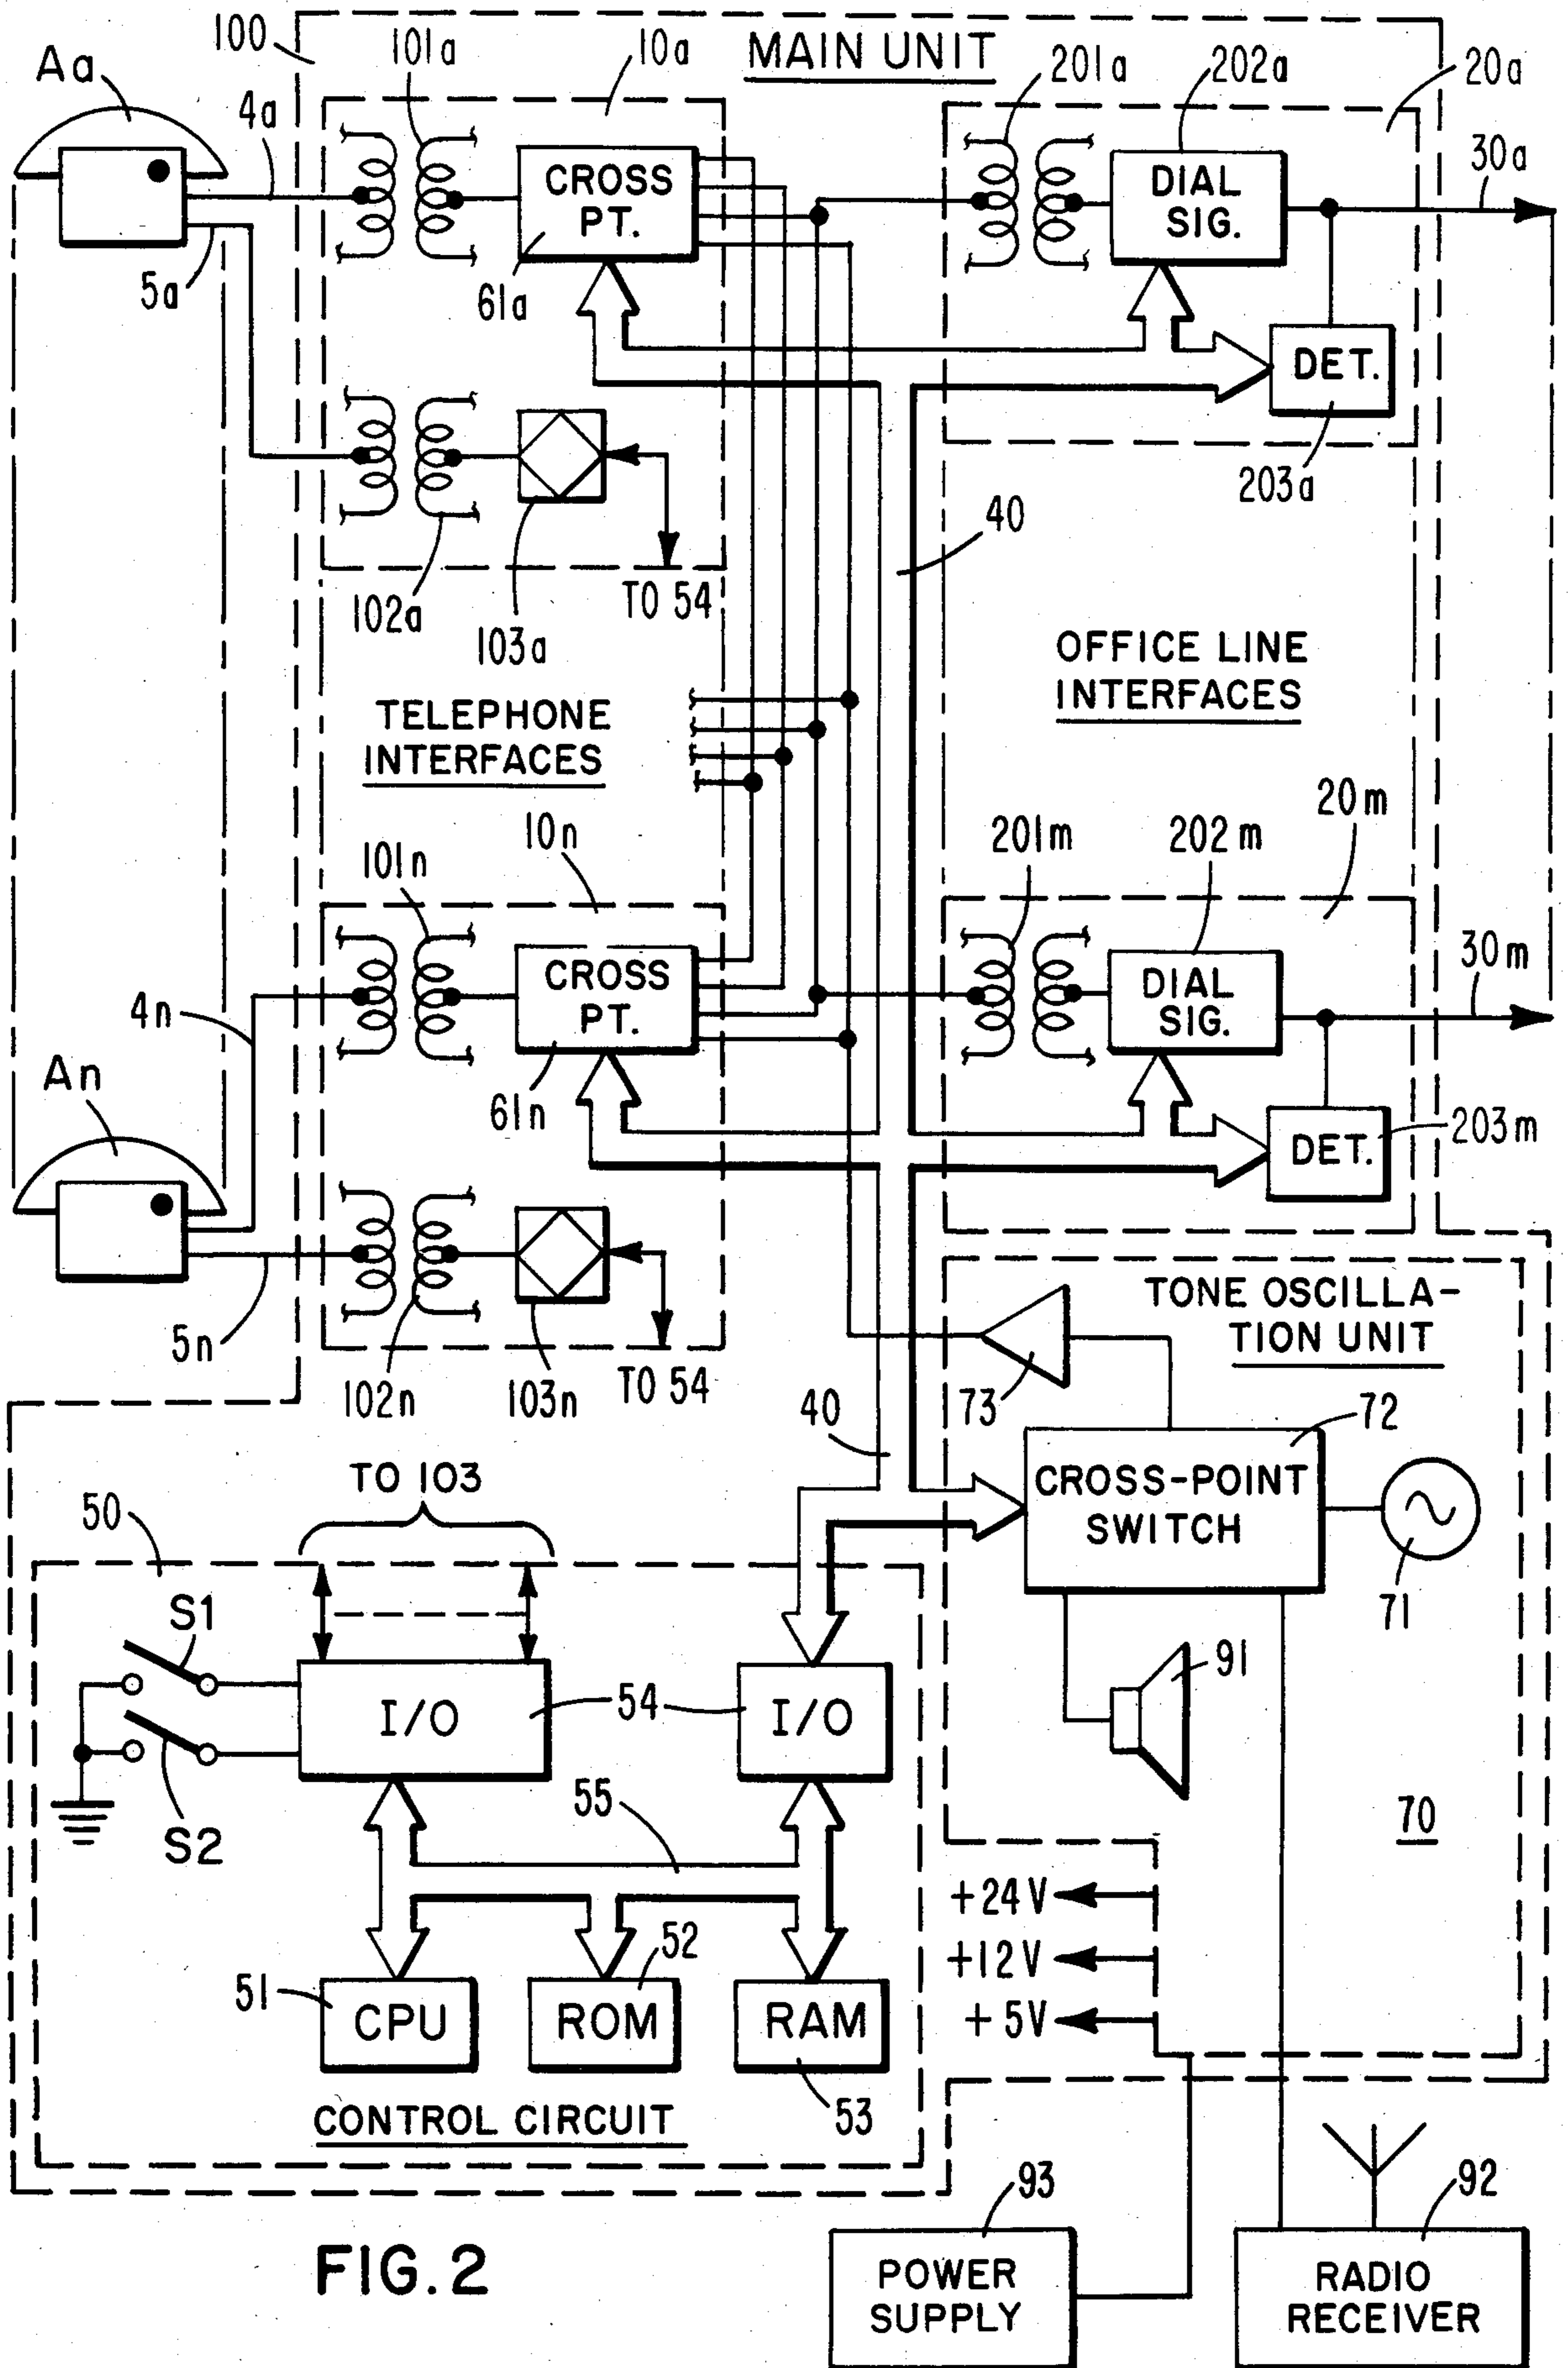 MAIN UNIT
100
101a
10a
201a
202a
20a
Aa
4a
30a
CROSS
PT.
DIAL
SIG.
5a
61a
DET.
203a
40
102a
103a
TO 54
OFFICE LINE
INTERFACES
TELEPHONE
INTERFACES
20m
10n
101n
201m
202m
30m
4n
CROSS
PT.
DIAL
SIG.
An
61n
DET.
203m
5n
102n
103n
TO 54
TONE OSCILLA-
TION UNIT
73
72
40
TO 103
CROSS-POINT
SWITCH
50
71
S1
91
I/O
54
I/O
S2
55
70
+24V
+12V
+5V
51
CPU
52
ROM
RAM
53
CONTROL CIRCUIT
93
92
FIG.2
POWER
SUPPLY
RADIO
RECEIVER